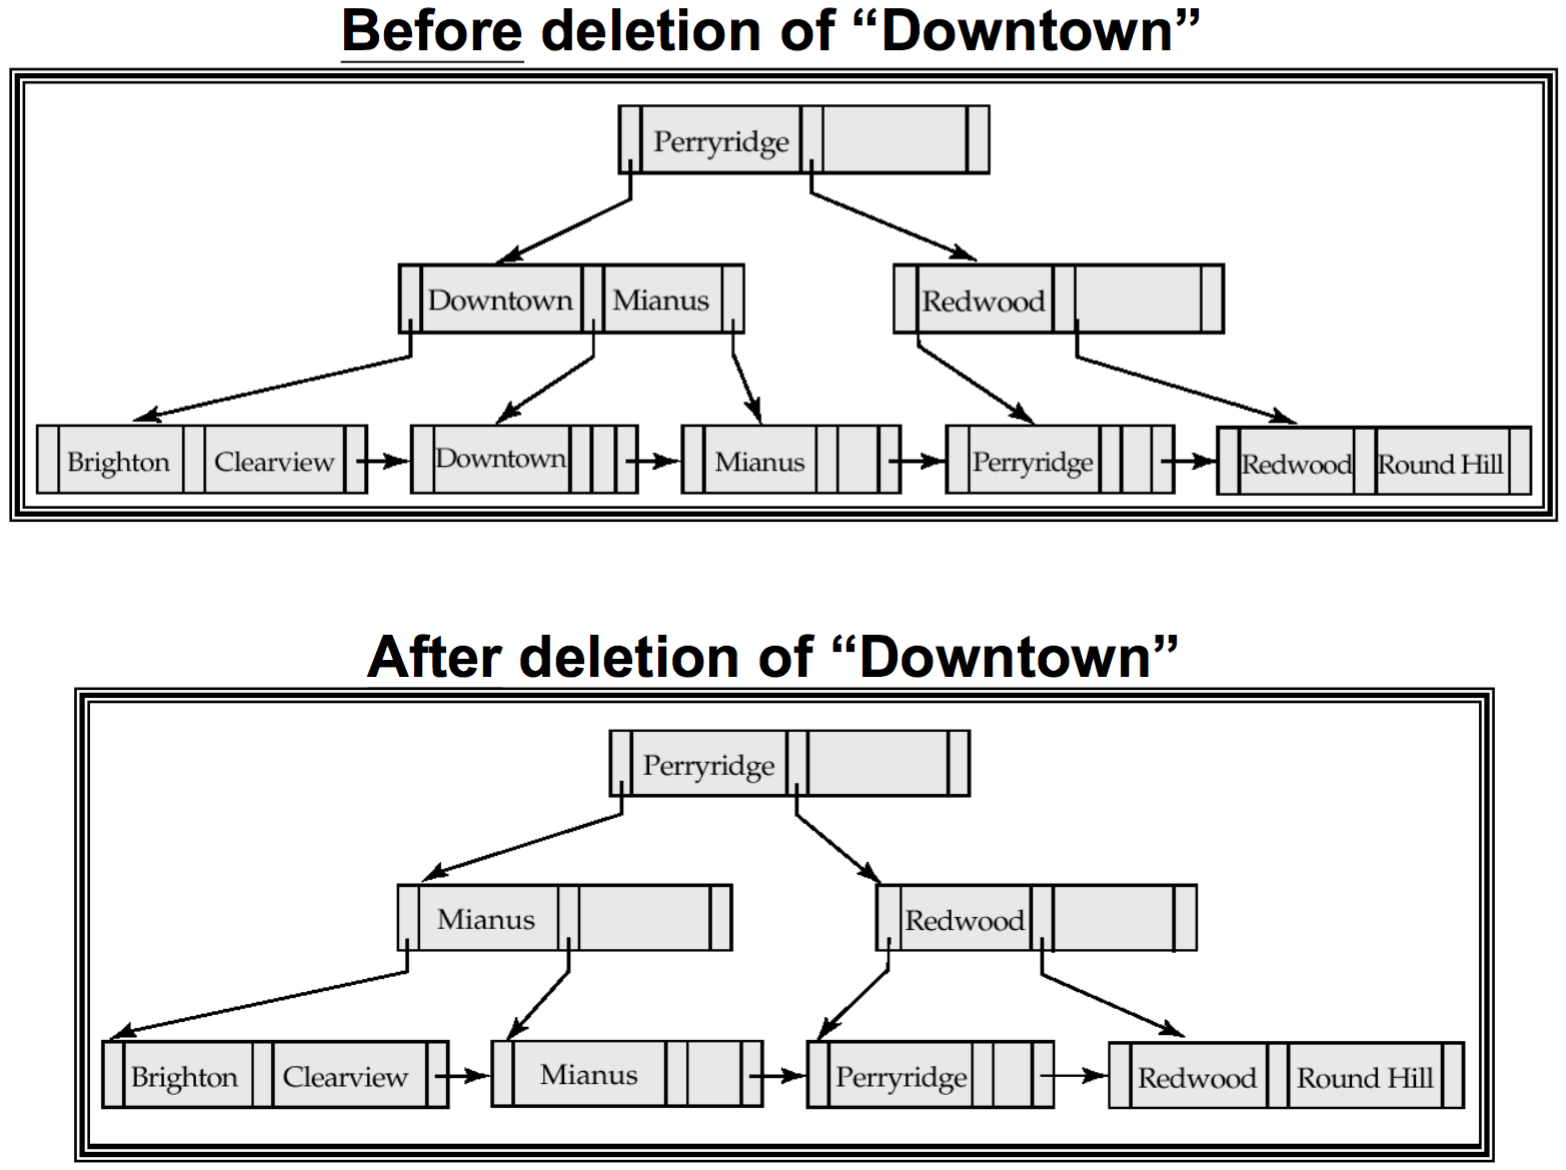 Before deletion of “Downtown”
Perryridge
Downtown Mianus Redwood
Brighton Clearview Downtown Mianus Perryridge Redwood Round Hill
After deletion of “Downtown”
Perryridge
Mianus Redwood
Brighton Clearview Mianus Perryridge Redwood Round Hill